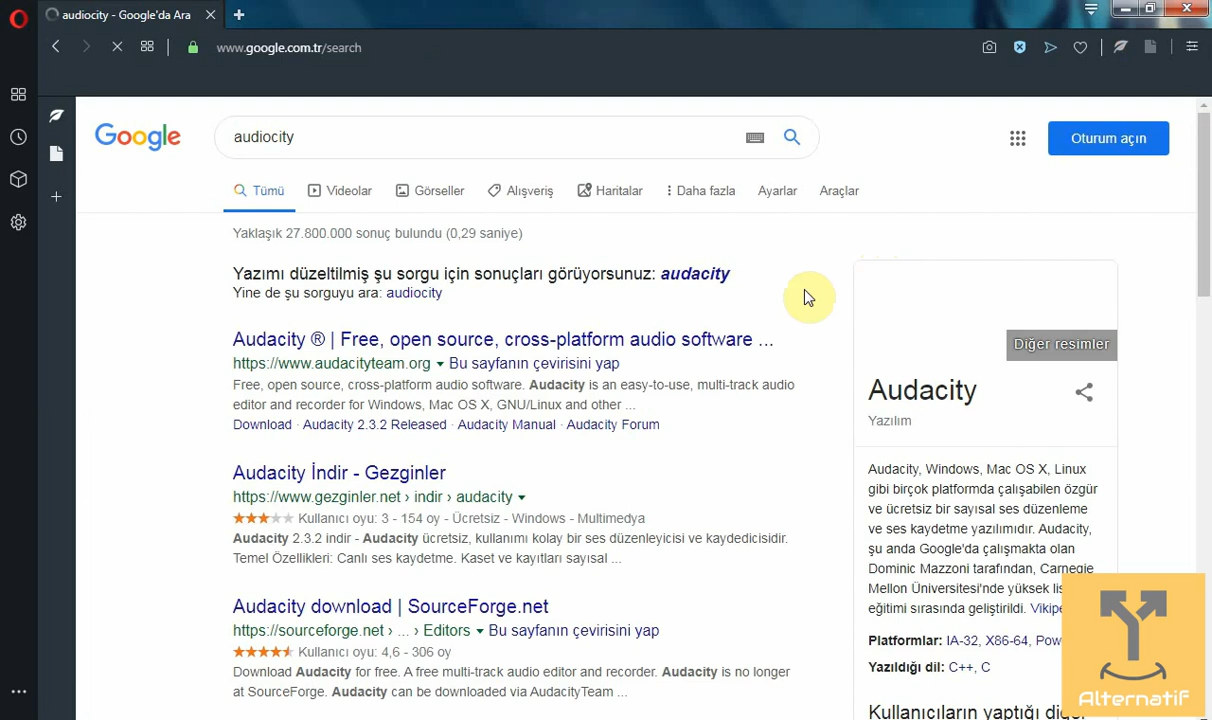 audiocity - Google'da Ara
www.google.com.tr/search
Google
audiocity
Oturum açın
Tümü Videolar Görseller Alışveriş Haritalar Daha fazla Ayarlar Araçlar
Yaklaşık 27.800.000 sonuç bulundu (0,29 saniye)
Yazımı düzeltilmiş şu sorgu için sonuçları görüyorsunuz: audacity
Yine de şu sorguyu ara: audiocity
Audacity ® | Free, open source, cross-platform audio software ...
https://www.audacityteam.org Bu sayfanın çevirisini yap
Free, open source, cross-platform audio software. Audacity is an easy-to-use, multi-track audio
editor and recorder for Windows, Mac OS X, GNU/Linux and other ...
Download · Audacity 2.3.2 Released · Audacity Manual · Audacity Forum
Audacity İndir - Gezginler
https://www.gezginler.net › indir › audacity
Kullanıcı oyu: 3 - 154 oy - Ücretsiz - Windows - Multimedya
Audacity 2.3.2 indir - Audacity ücretsiz, kullanımı kolay bir ses düzenleyicisi ve kaydedicisidir.
Temel Özellikleri: Canlı ses kaydetme. Kaset ve kayıtları sayısal ...
Audacity download | SourceForge.net
https://sourceforge.net › ... › Editors Bu sayfanın çevirisini yap
Kullanıcı oyu: 4,6 - 306 oy
Download Audacity for free. A free multi-track audio editor and recorder. Audacity is no longer
at SourceForge. Audacity can be downloaded via AudacityTeam ...
Diğer resimler
Audacity
Yazılım
Audacity, Windows, Mac OS X, Linux
gibi birçok platformda çalışabilen özgür
ve ücretsiz bir sayısal ses düzenleme
ve ses kaydetme yazılımıdır. Audacity,
şu anda Google'da çalışmakta olan
Dominic Mazzoni tarafından, Carnegie
Mellon Üniversitesi'nde yüksek lis
eğitimi sırasında geliştirildi. Vikipe
Platformlar: IA-32, X86-64, Pow
Yazıldığı dil: C++, C
Kullanıcıların yaptığı diğ
Alternatif